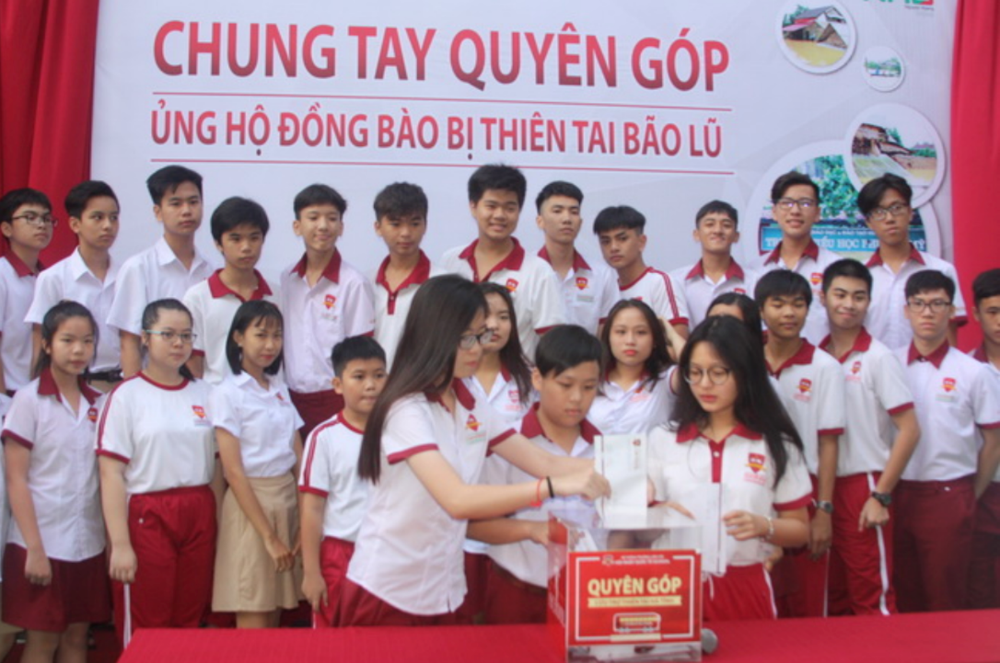 CHUNG TAY QUYÊN GÓP
ỦNG HỘ ĐỒNG BÀO BỊ THIÊN TAI BÃO LŨ
QUYÊN GÓP